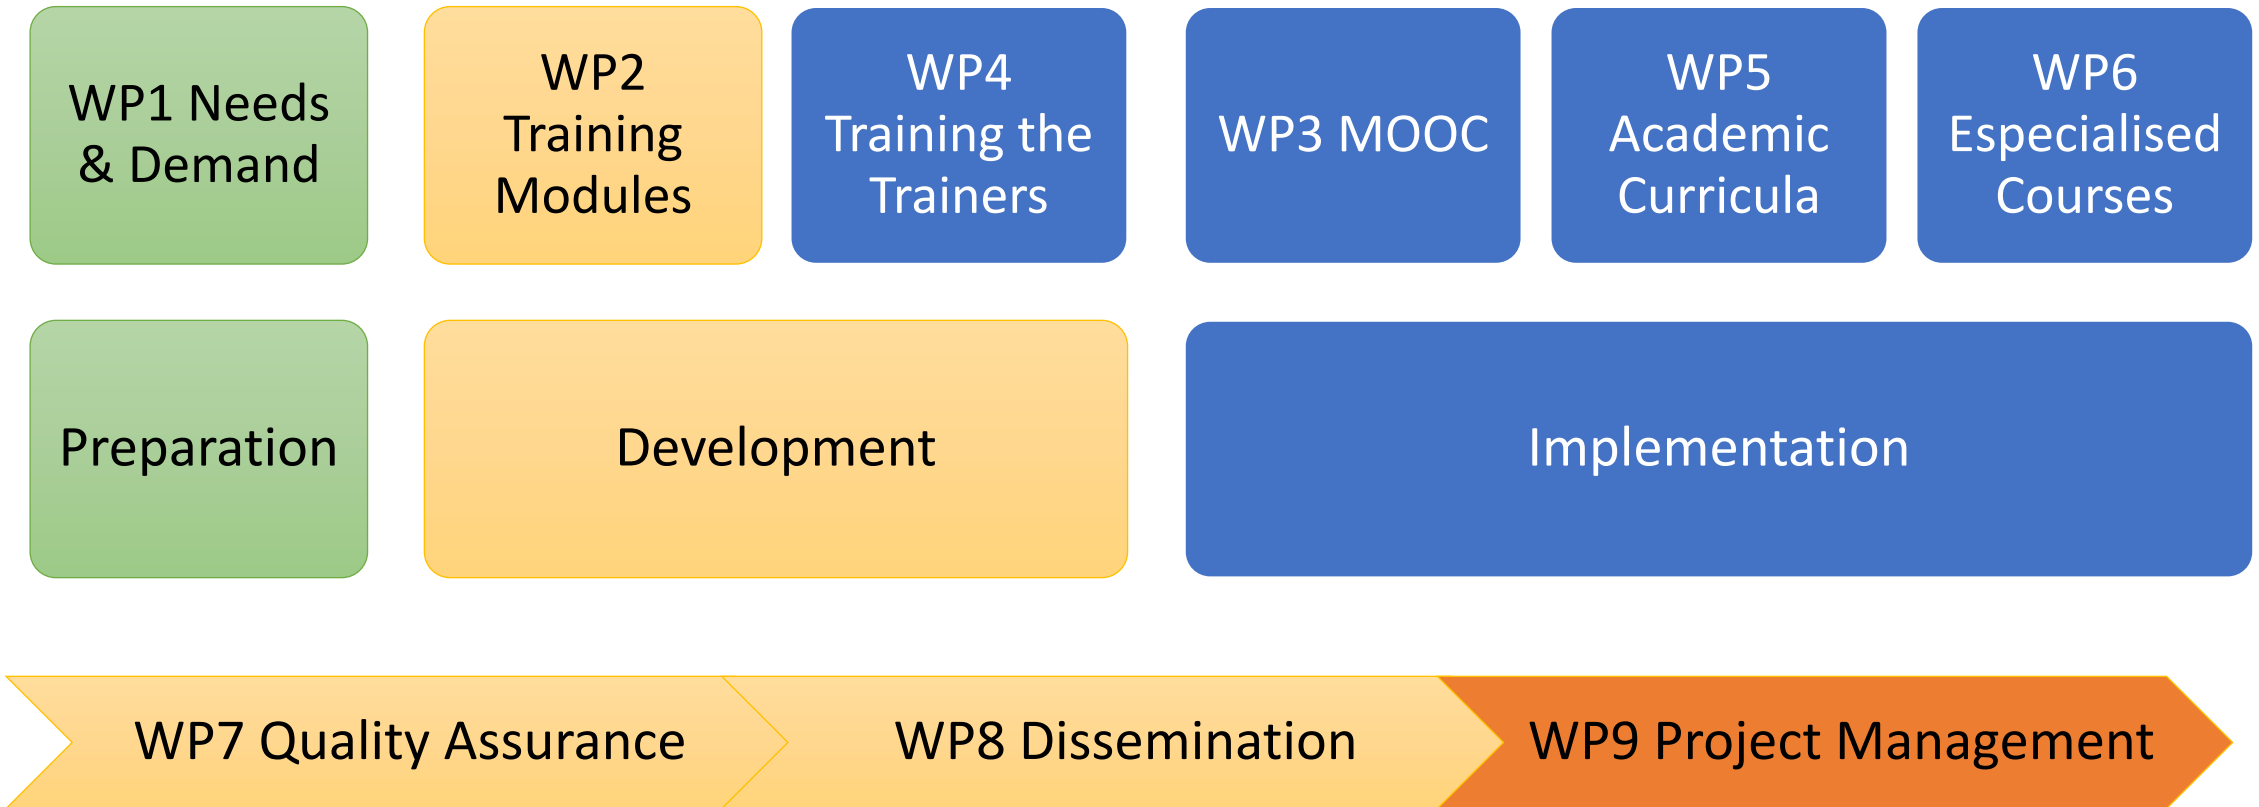 WP1 Needs
& Demand
WP2
Training
Modules
WP4
Training the
Trainers
WP3 MOOC
WP5
Academic
Curricula
WP6
Especialised
Courses
Preparation
Development
Implementation
WP7 Quality Assurance
WP8 Dissemination
WP9 Project Management